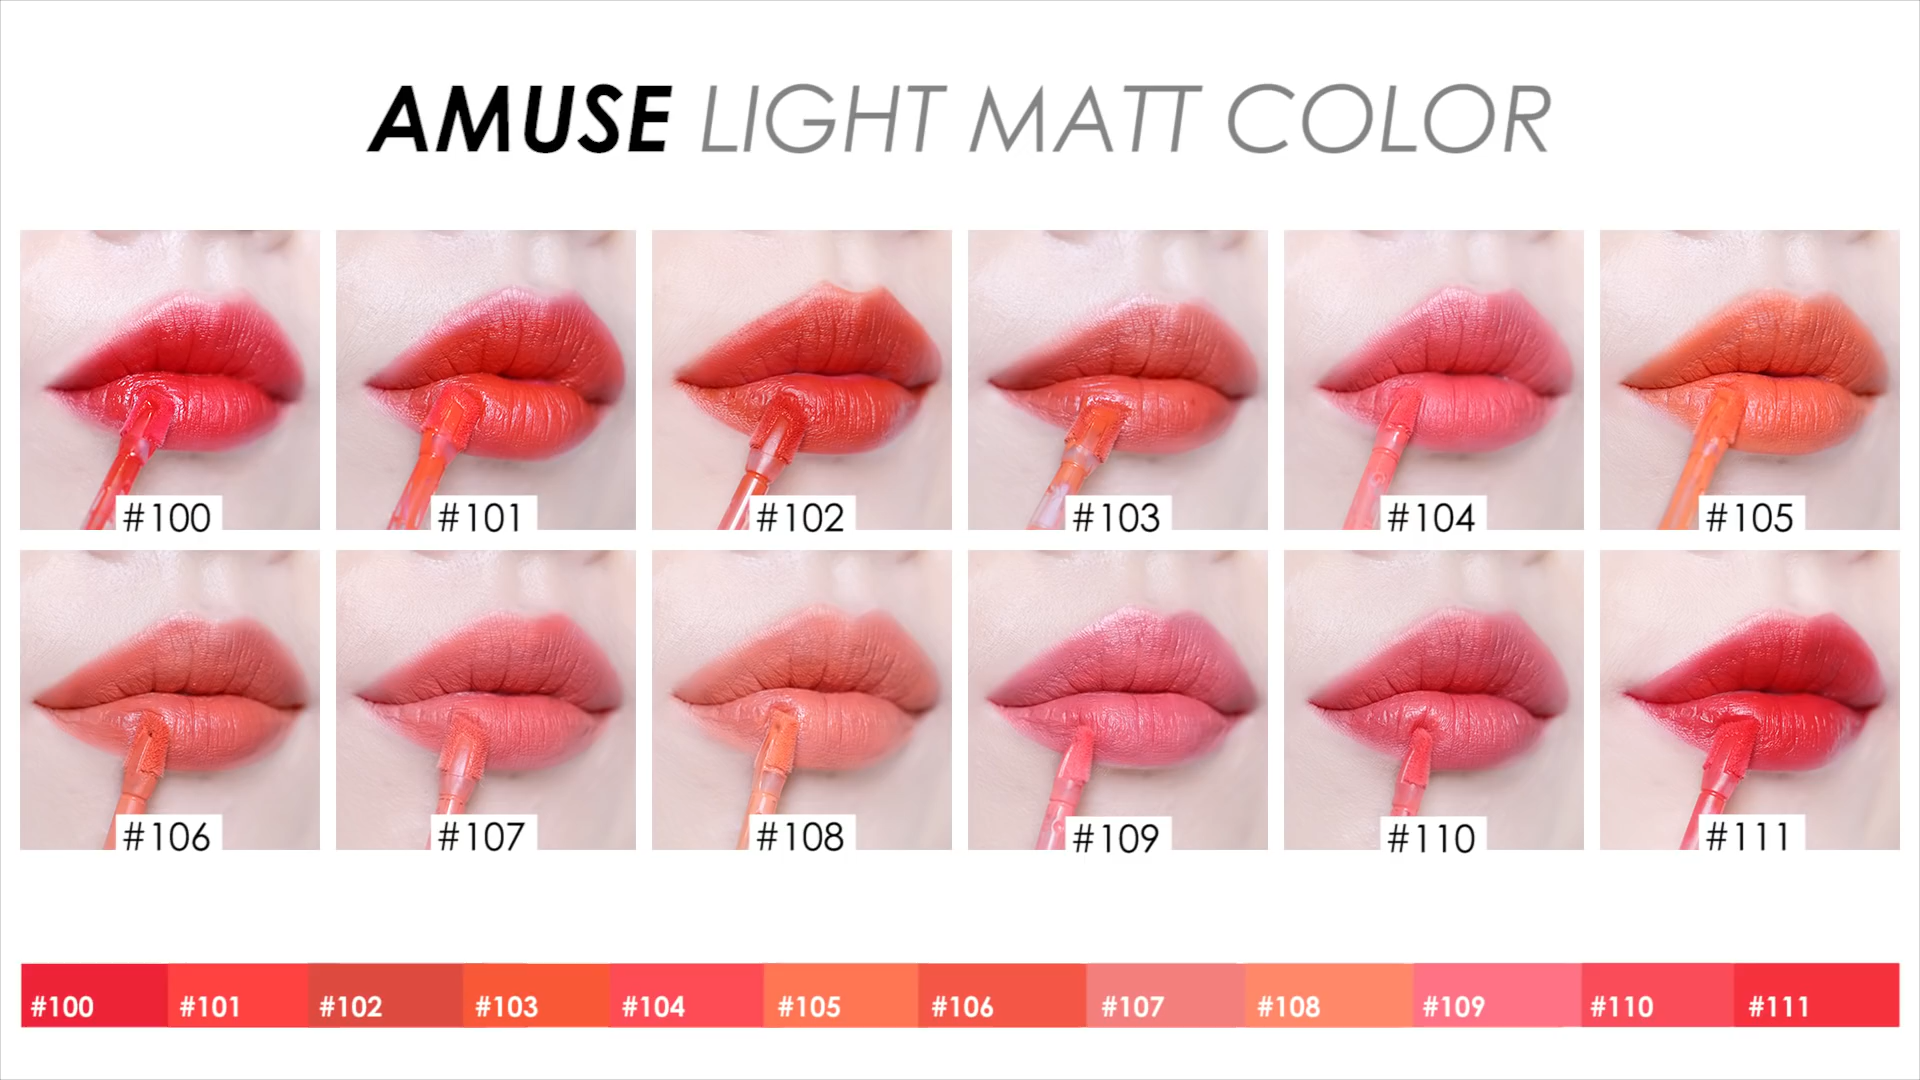 AMUSE LIGHT MATT COLOR
#100 #101 #102 #103 #104 #105
#106 #107 #108 #109 #110 #111
#100 #101 #102 #103 #104 #105 #106 #107 #108 #109 #110 #111